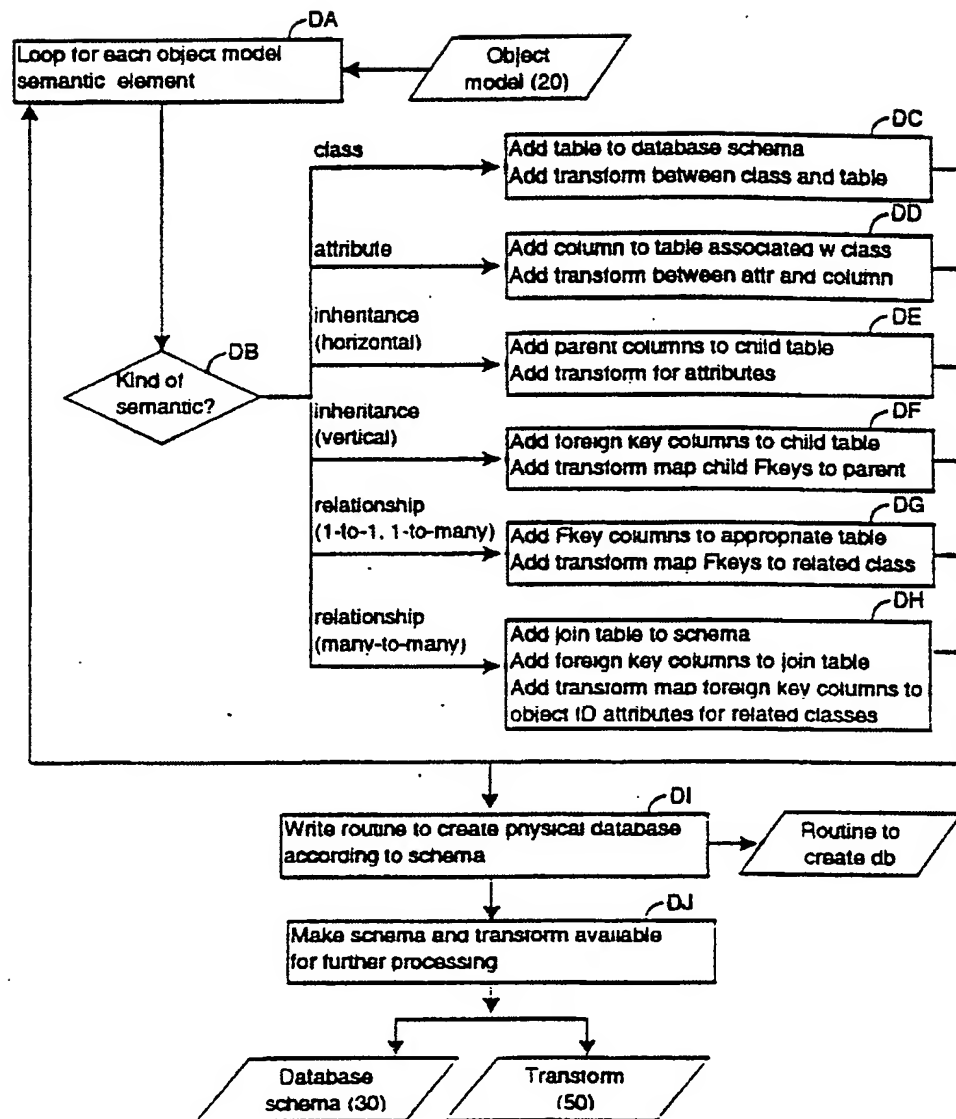 DA
Loop for each object model
semantic element
Object
model (20)
DB
Kind of
semantic?
class
DC
Add table to database schema
Add transform between class and table
attribute
DD
Add column to table associated w class
Add transform between attr and column
inheritance
(horizontal)
DE
Add parent columns to child table
Add transform for attributes
inheritance
(vertical)
DF
Add foreign key columns to child table
Add transform map child Fkeys to parent
relationship
(1-to-1, 1-to-many)
DG
Add Fkey columns to appropriate table
Add transform map Fkeys to related class
relationship
(many-to-many)
DH
Add join table to schema
Add foreign key columns to join table
Add transform map foreign key columns to
object ID attributes for related classes
DI
Write routine to create physical database
according to schema
Routine to
create db
DJ
Make schema and transform available
for further processing
Database
schema (30)
Transform
(50)